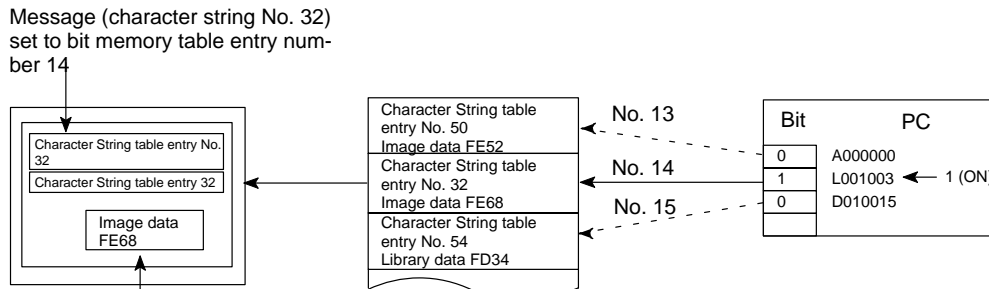 Message (character string No. 32)
set to bit memory table entry num-
ber 14
Character String table entry No.
32
Character String table entry 32
Image data
FE68
Character String table
entry No. 50
Image data FE52
Character String table
entry No. 32
Image data FE68
Character String table
entry No. 54
Library data FD34
No. 13
No. 14
No. 15
Bit PC
0 A000000
1 L001003 1 (ON)
0 D010015